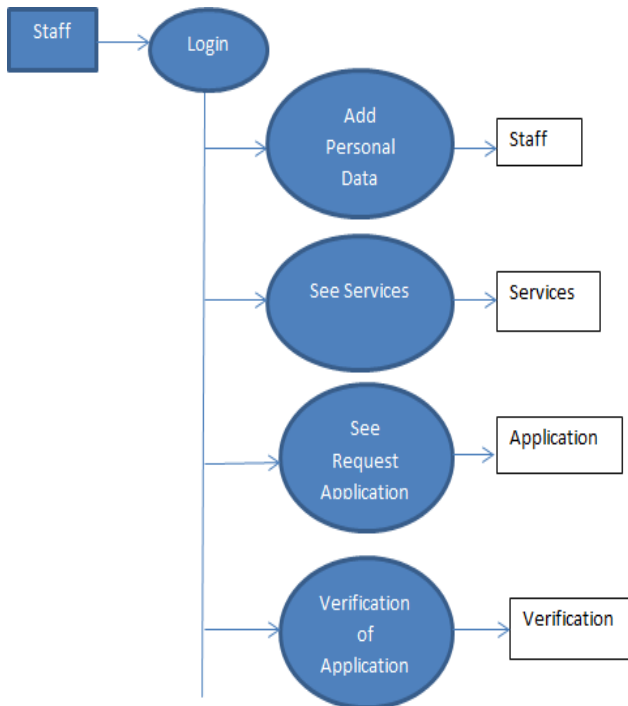 Staff
Login
Add
Personal
Data
Staff
See Services
Services
See
Request
Application
Application
Verification
of
Application
Verification